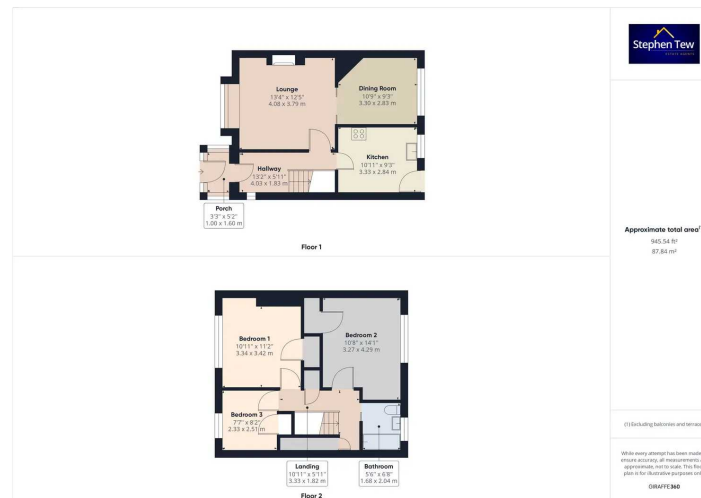 Lounge
13'4" x 12'5"
4.08 x 3.79 m
Dining Room
10'9" x 9'3"
3.30 x 2.83 m
Kitchen
10'11" x 9'3"
3.33 x 2.84 m
Hallway
13'2" x 5'11"
4.03 x 1.83 m
Porch
3'3" x 5'2"
1.00 x 1.60 m
Floor 1
Bedroom 1
10'11" x 11'2"
3.34 x 3.42 m
Bedroom 2
10'8" x 14'1"
3.27 x 4.29 m
Bedroom 3
7'7" x 8'2"
2.33 x 2.51 m
Landing
10'11" x 5'11"
3.33 x 1.82 m
Bathroom
5'6" x 6'8"
1.68 x 2.04 m
Floor 2
Stephen Tew
ESTATE AGENTS
Approximate total area⁽
945.54 ft²
87.84 m²
(1) Excluding balconies and terrace
While every attempt has been made
ensure accuracy, all measurements a
approximate, not to scale. This floo
plan is for illustrative purposes onl
GIRAFFE360